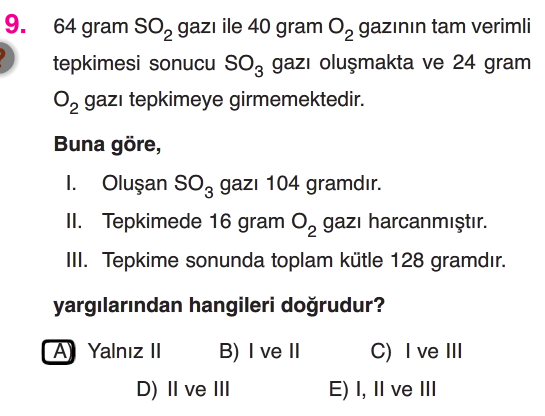 9. 64 gram SO₂ gazı ile 40 gram O₂ gazının tam verimli
tepkimesi sonucu SO₃ gazı oluşmakta ve 24 gram
O₂ gazı tepkimeye girmemektedir.
Buna göre,
I. Oluşan SO₃ gazı 104 gramdır.
II. Tepkimede 16 gram O₂ gazı harcanmıştır.
III. Tepkime sonunda toplam kütle 128 gramdır.
yargılarından hangileri doğrudur?
A) Yalnız II B) I ve II C) I ve III
D) II ve III E) I, II ve III